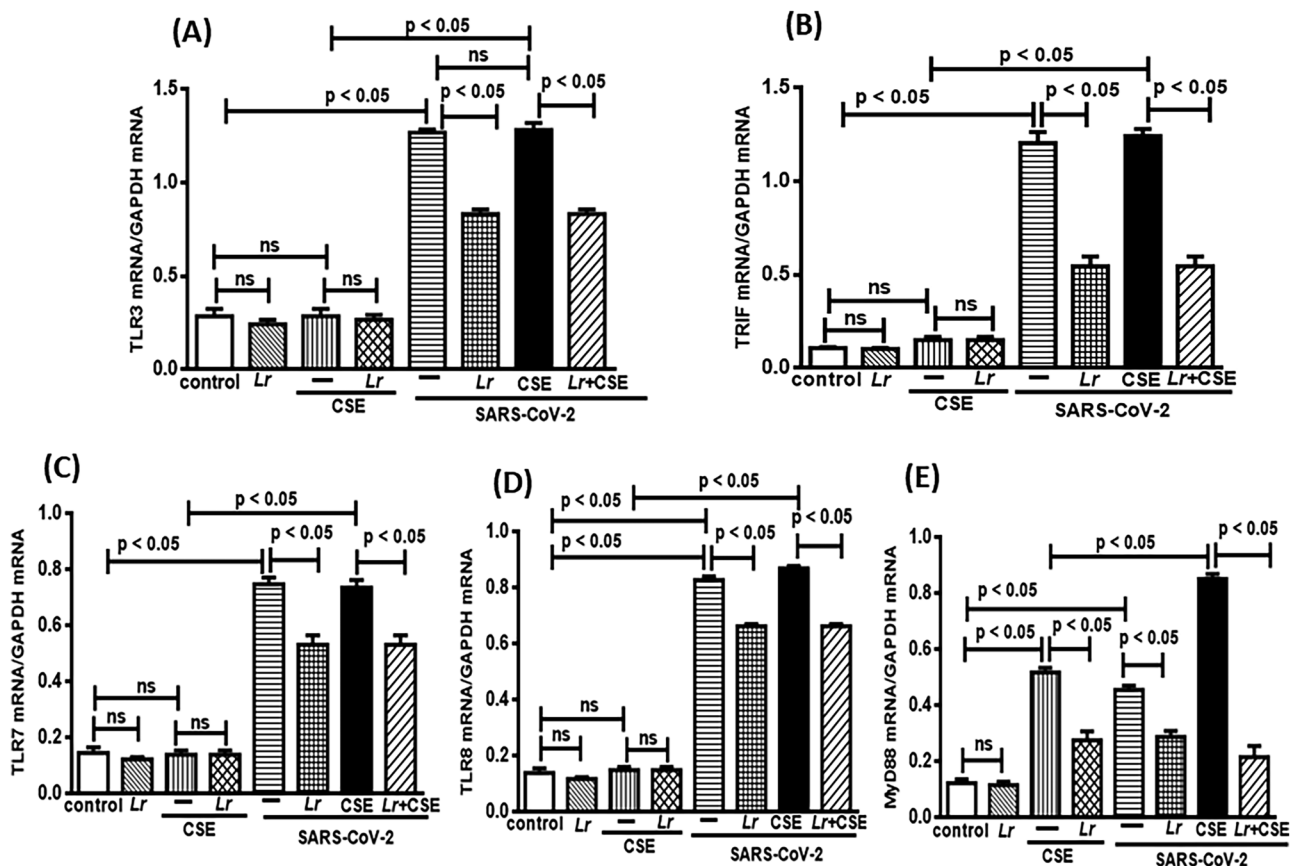 (A)
p < 0.05
ns
p < 0.05 p < 0.05 p < 0.05
ns
ns ns
TLR3 mRNA/GAPDH mRNA
1.5
1.0
0.5
0.0
control Lr – Lr – Lr CSE Lr+CSE
CSE
SARS-CoV-2
(B)
p < 0.05
p < 0.05 p < 0.05 p < 0.05
ns
ns ns
TRIF mRNA/GAPDH mRNA
1.5
1.0
0.5
0.0
control Lr – Lr – Lr CSE Lr+CSE
CSE
SARS-CoV-2
(C)
p < 0.05
p < 0.05 p < 0.05 p < 0.05
ns
ns ns
TLR7 mRNA/GAPDH mRNA
1.0
0.8
0.6
0.4
0.2
0.0
control Lr – Lr – Lr CSE Lr+CSE
CSE
SARS-CoV-2
(D)
p < 0.05
p < 0.05
p < 0.05
p < 0.05 p < 0.05
ns
ns ns
TLR8 mRNA/GAPDH mRNA
1.0
0.8
0.6
0.4
0.2
0.0
control Lr – Lr – Lr CSE Lr+CSE
CSE
SARS-CoV-2
(E)
p < 0.05
p < 0.05
p < 0.05
p < 0.05 p < 0.05 p < 0.05
ns
MyD88 mRNA/GAPDH mRNA
1.0
0.8
0.6
0.4
0.2
0.0
control Lr – Lr – Lr CSE Lr+CSE
CSE
SARS-CoV-2